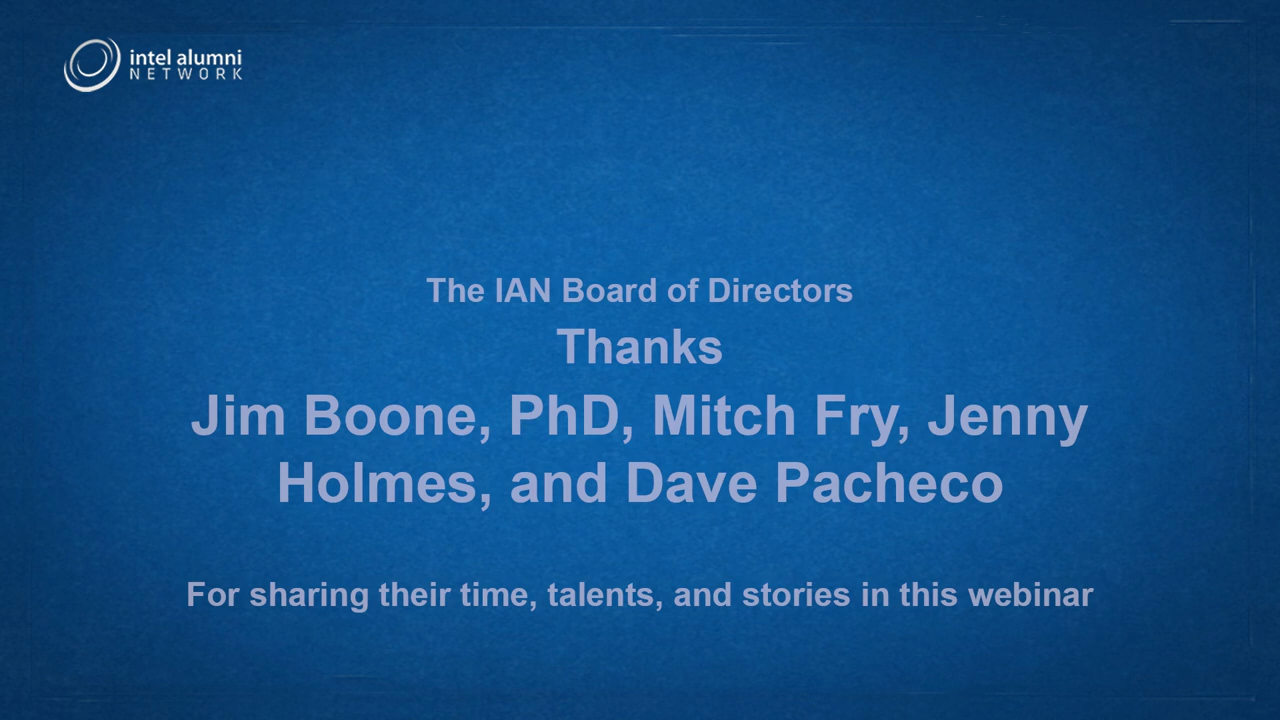 intel alumni
NETWORK
The IAN Board of Directors
Thanks
Jim Boone, PhD, Mitch Fry, Jenny
Holmes, and Dave Pacheco
For sharing their time, talents, and stories in this webinar